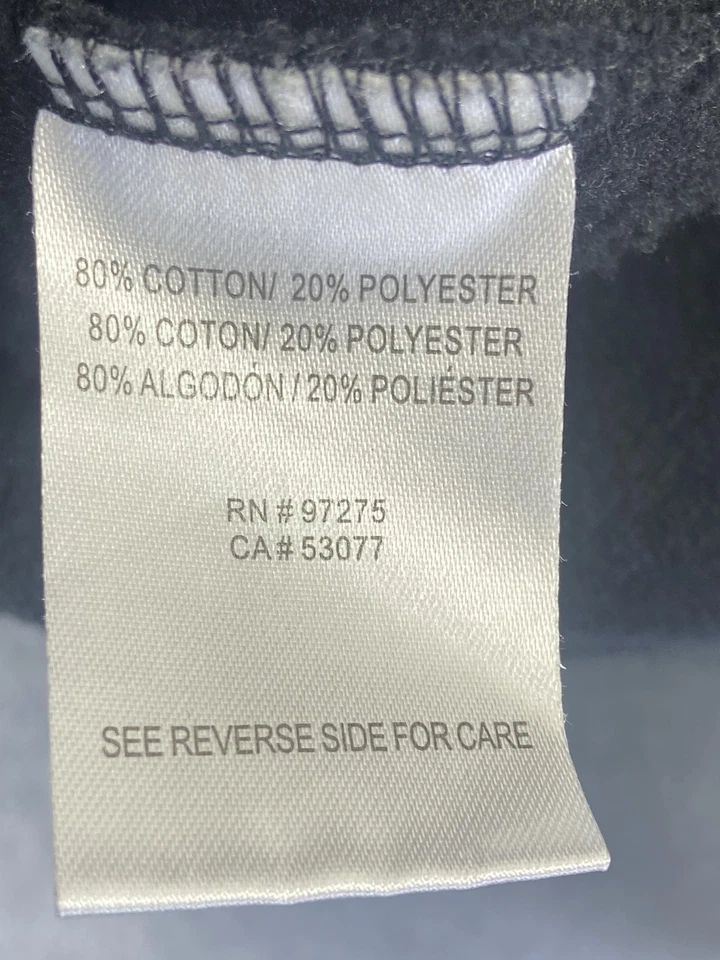 80% COTTON/ 20% POLYESTER
80% COTON/ 20% POLYESTER
80% ALGODÓN / 20% POLIÉSTER
RN # 97275
CA# 53077
SEE REVERSE SIDE FOR CARE